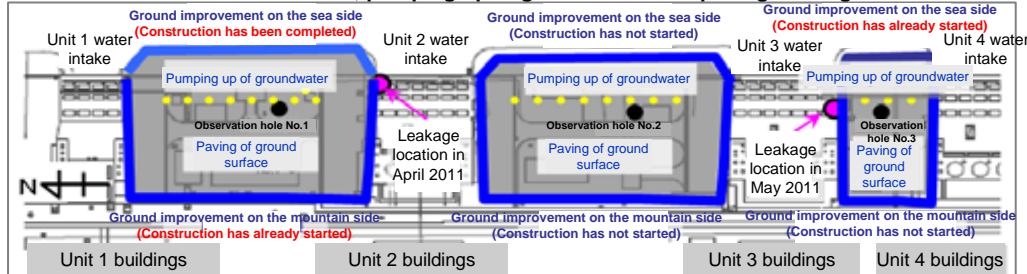 Ground improvement on the sea side
(Construction has been completed)
Ground improvement on the sea side
(Construction has not started)
Ground improvement on the sea side
(Construction has already started)
Unit 1 water
intake
Unit 2 water
intake
Unit 3 water
intake
Unit 4 water
intake
Pumping up of groundwater
Pumping up of groundwater
Pumping up of groundwater
Observation hole No.1
Observation hole No.2
Observation
hole No.3
Paving of ground
surface
Leakage
location in
April 2011
Paving of ground
surface
Leakage
location in
May 2011
Paving of
ground
surface
N
Ground improvement on the mountain side
(Construction has already started)
Ground improvement on the mountain side
(Construction has not started)
Ground improvement on the mountain side
(Construction has not started)
Unit 1 buildings
Unit 2 buildings
Unit 3 buildings
Unit 4 buildings